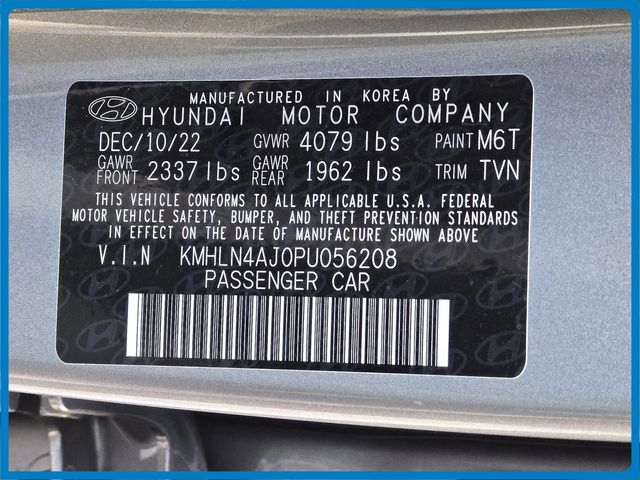 MANUFACTURED IN KOREA BY
HYUNDAI MOTOR COMPANY
DEC/10/22 GVWR 4079 lbs PAINT M6T
GAWR FRONT 2337 lbs GAWR REAR 1962 lbs TRIM TVN
THIS VEHICLE CONFORMS TO ALL APPLICABLE U.S.A. FEDERAL
MOTOR VEHICLE SAFETY, BUMPER, AND THEFT PREVENTION STANDARDS
IN EFFECT ON THE DATE OF MANUFACTURE SHOWN ABOVE
V.I.N KMHLN4AJ0PU056208
PASSENGER CAR